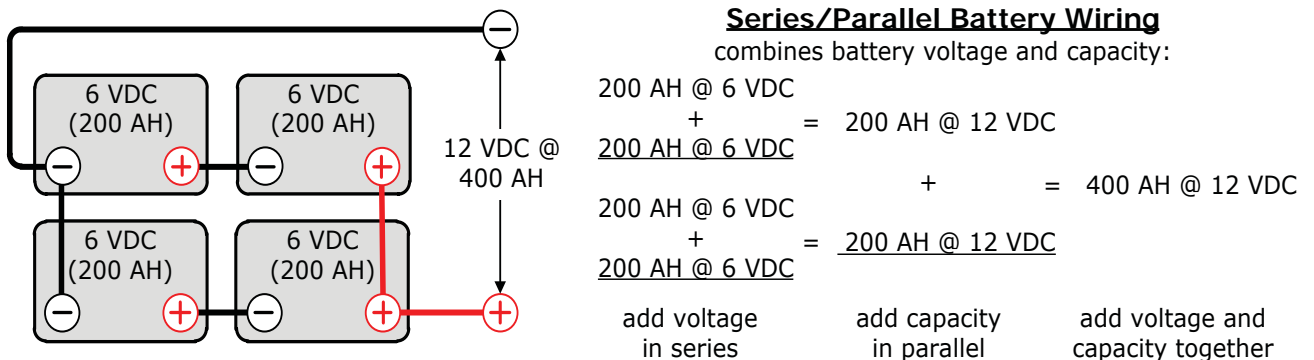 6 VDC
(200 AH)
6 VDC
(200 AH)
− + − +
6 VDC
(200 AH)
6 VDC
(200 AH)
− + − +
−
12 VDC @
400 AH
+
Series/Parallel Battery Wiring
combines battery voltage and capacity:
200 AH @ 6 VDC
+ = 200 AH @ 12 VDC
200 AH @ 6 VDC
+ = 400 AH @ 12 VDC
200 AH @ 6 VDC
+ = 200 AH @ 12 VDC
200 AH @ 6 VDC
add voltage
in series
add capacity
in parallel
add voltage and
capacity together